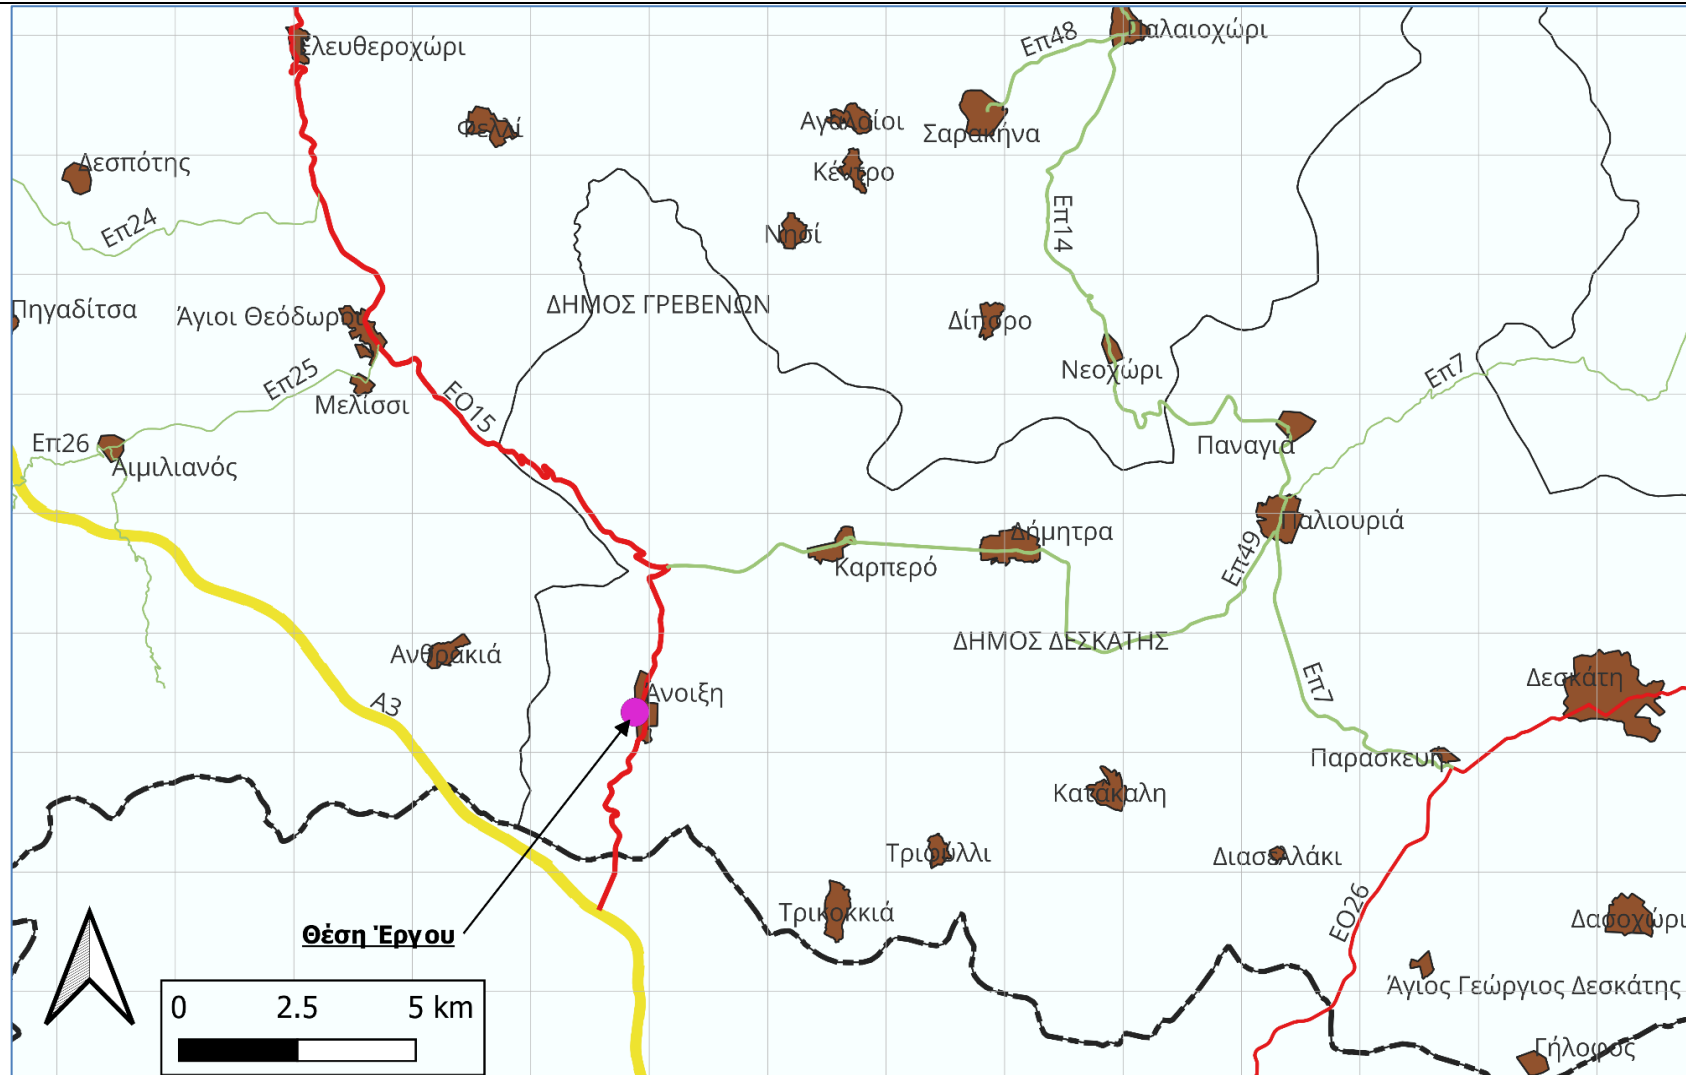 Παλαιοχώρι
Επ48
Ελευθεροχώρι
Αγαλαίοι
Φελλί
Σαρακήνα
Δεσπότης
Κέντρο
Επ24
Επ14
Νησί
ΔΗΜΟΣ ΓΡΕΒΕΝΩΝ
Πηγαδίτσα
Άγιοι Θεόδωροι
Δίπορο
Νεοχώρι
Επ7
Επ25
Μελίσσι
ΕΟ15
Επ26
Αιμιλιανός
Παναγιά
Παλιουριά
Δήμητρα
Καρπερό
Επ49
ΔΗΜΟΣ ΔΕΣΚΑΤΗΣ
Ανθρακιά
Δεσκάτη
Επ7
Ανοιξη
Α3
Παρασκευή
Κατάκαλη
Τριφύλλι
Διασελλάκι
Τρικοκκιά
ΕΟ26
Δασοχώρι
Θέση Έργου
Άγιος Γεώργιος Δεσκάτης
0 2.5 5 km
Γήλοφος